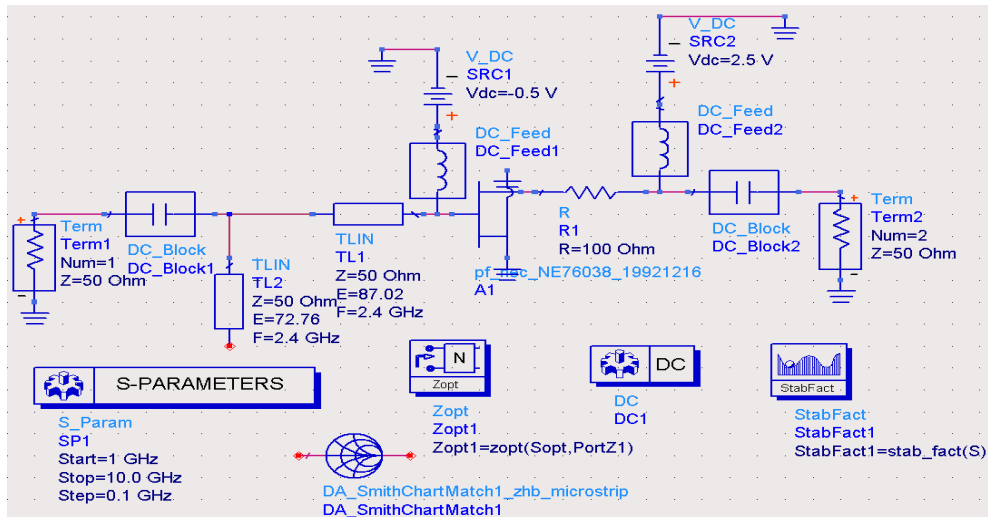 V_DC
SRC1
Vdc=-0.5 V
V_DC
SRC2
Vdc=2.5 V
DC_Feed
DC_Feed1
DC_Feed
DC_Feed2
Term
Term1
Num=1
Z=50 Ohm
DC_Block
DC_Block1
TLIN
TL2
Z=50 Ohm
E=72.76
F=2.4 GHz
TLIN
TL1
Z=50 Ohm
E=87.02
F=2.4 GHz
R
R1
R=100 Ohm
pf_nec_NE76038_19921216
A1
DC_Block
DC_Block2
Term
Term2
Num=2
Z=50 Ohm
S-PARAMETERS
S_Param
SP1
Start=1 GHz
Stop=10.0 GHz
Step=0.1 GHz
N
Zopt
Zopt
Zopt1
Zopt1=zopt(Sopt,PortZ1)
DC
DC
DC1
StabFact
StabFact
StabFact1
StabFact1=stab_fact(S)
DA_SmithChartMatch1_zhb_microstrip
DA_SmithChartMatch1